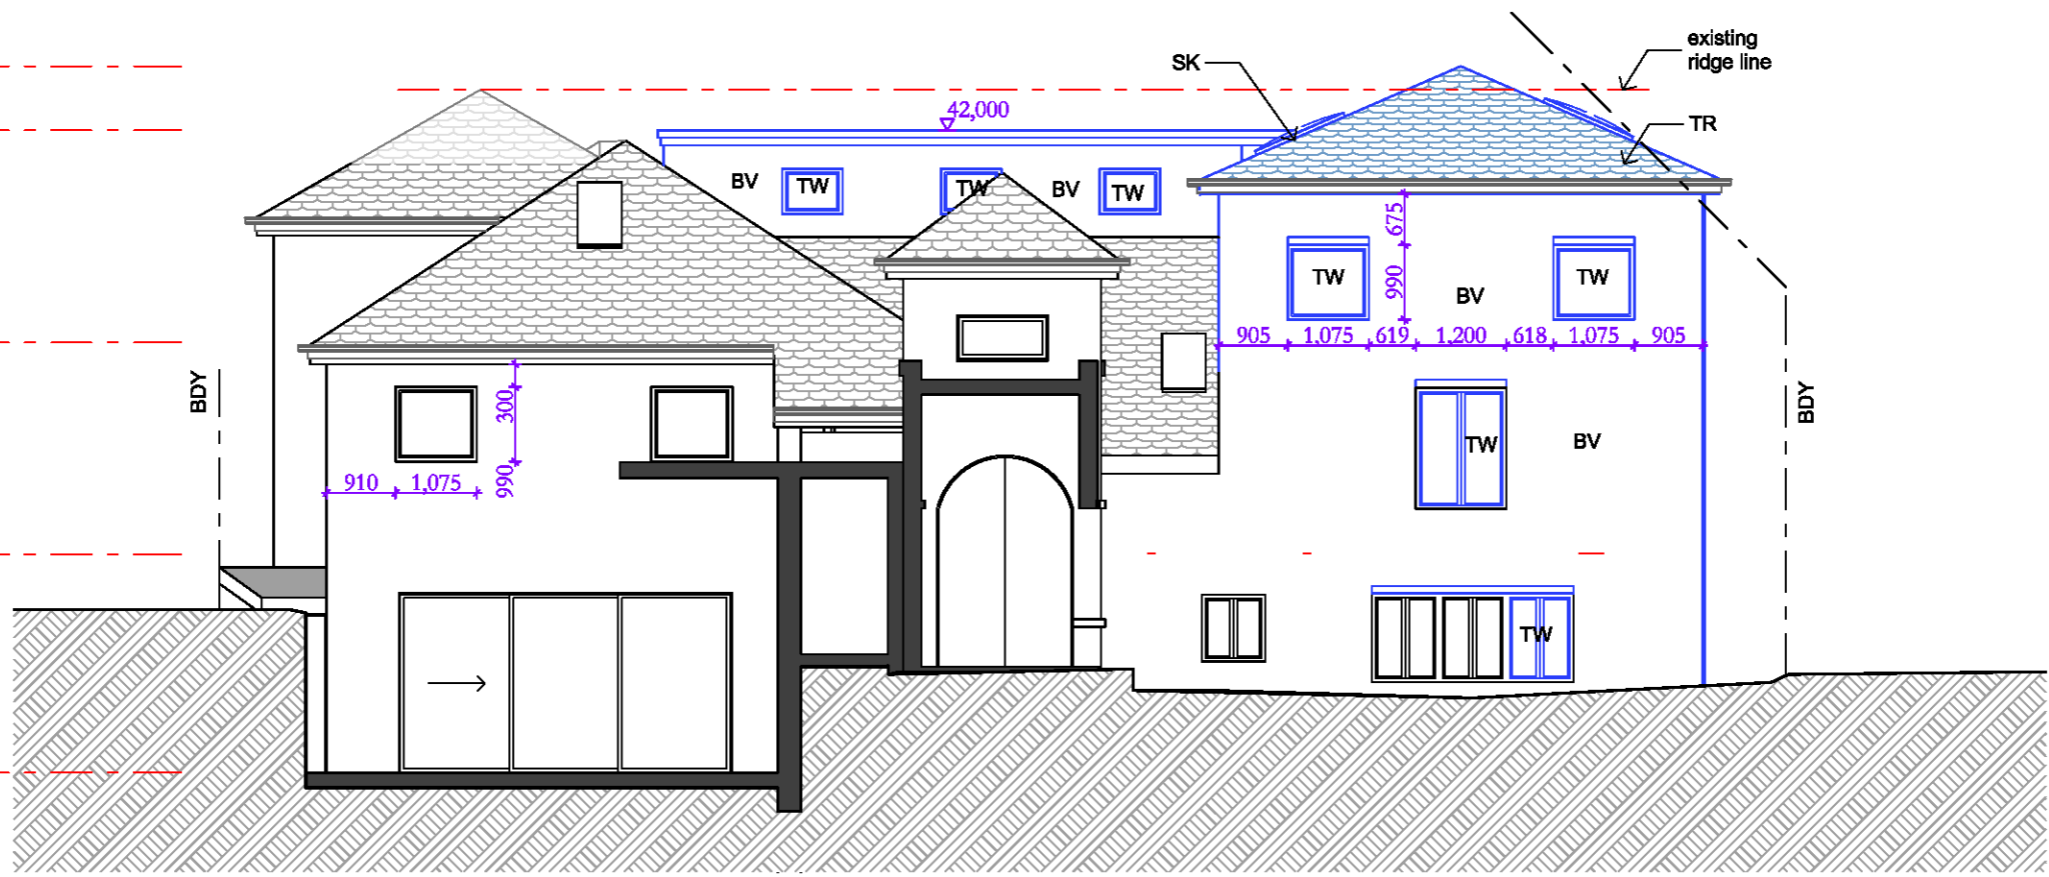 existing
ridge line
SK
42,000
TR
BV
TW
TW
BV
TW
675
TW
990
BV
TW
905
1,075
619
1,200
618
1,075
905
BDY
300
BDY
TW
BV
910
1,075
990
TW